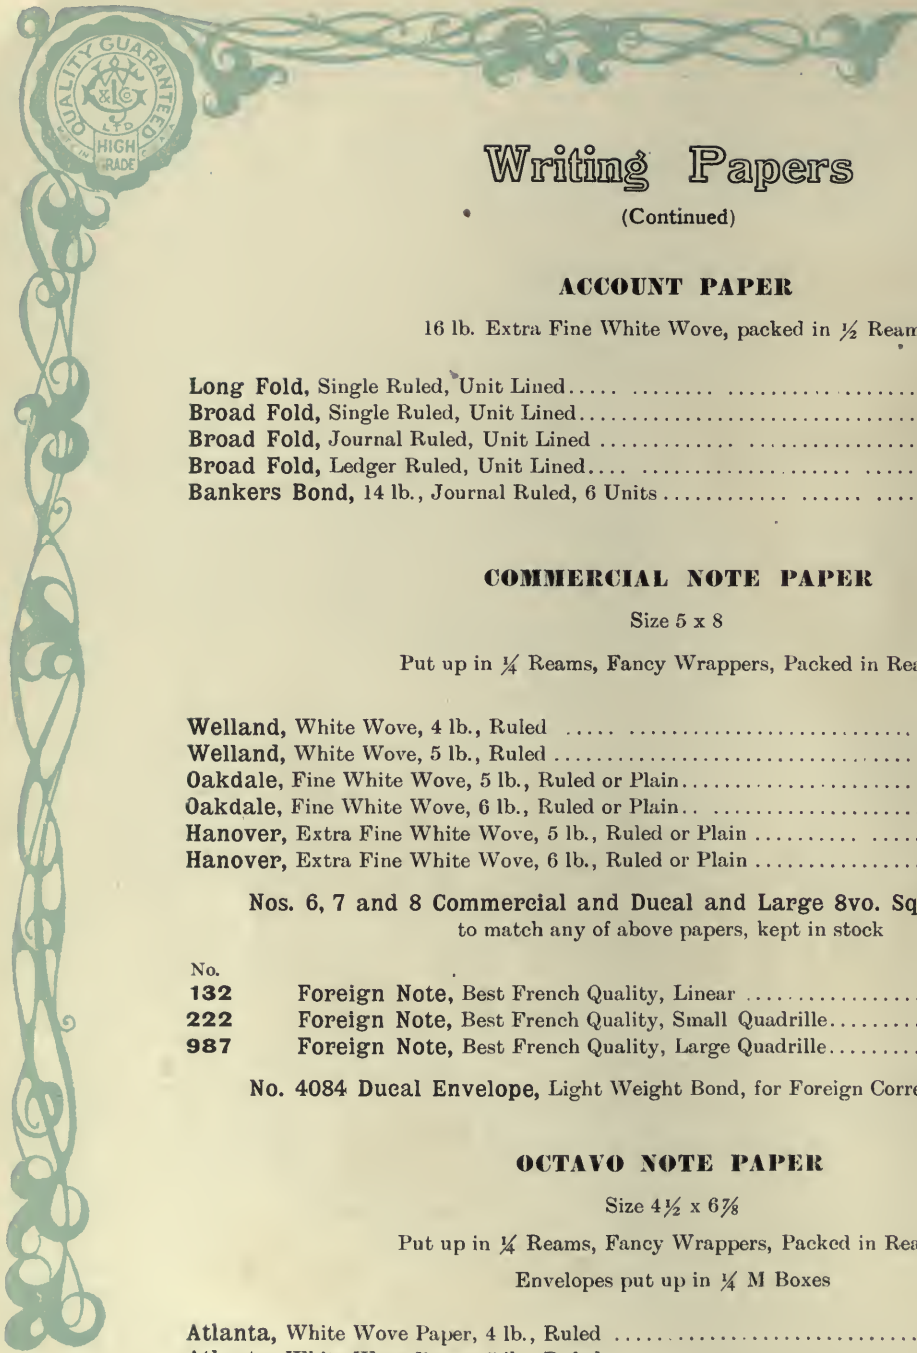 QUALITY GUARANTEED
W J G & Co
LTD
MADE IN CANADA
HIGH
GRADE
Writing Papers
(Continued)
ACCOUNT PAPER
16 lb. Extra Fine White Wove, packed in ½ Ream
Long Fold, Single Ruled, Unit Lined..... ........ ....................
Broad Fold, Single Ruled, Unit Lined...................................
Broad Fold, Journal Ruled, Unit Lined ............ ..................
Broad Fold, Ledger Ruled, Unit Lined.... .................. .....
Bankers Bond, 14 lb., Journal Ruled, 6 Units ............ ...... ....
COMMERCIAL NOTE PAPER
Size 5 x 8
Put up in ¼ Reams, Fancy Wrappers, Packed in Rea
Welland, White Wove, 4 lb., Ruled ..... .............................
Welland, White Wove, 5 lb., Ruled .....................................
Oakdale, Fine White Wove, 5 lb., Ruled or Plain........................
Oakdale, Fine White Wove, 6 lb., Ruled or Plain.. .....................
Hanover, Extra Fine White Wove, 5 lb., Ruled or Plain .......... .....
Hanover, Extra Fine White Wove, 6 lb., Ruled or Plain ................
Nos. 6, 7 and 8 Commercial and Ducal and Large 8vo. Sq
to match any of above papers, kept in stock
No.
132 Foreign Note, Best French Quality, Linear .................
222 Foreign Note, Best French Quality, Small Quadrille.........
987 Foreign Note, Best French Quality, Large Quadrille.........
No. 4084 Ducal Envelope, Light Weight Bond, for Foreign Corre
OCTAVO NOTE PAPER
Size 4½ x 6⅞
Put up in ¼ Reams, Fancy Wrappers, Packed in Rea
Envelopes put up in ¼ M Boxes
Atlanta, White Wove Paper, 4 lb., Ruled ...............................